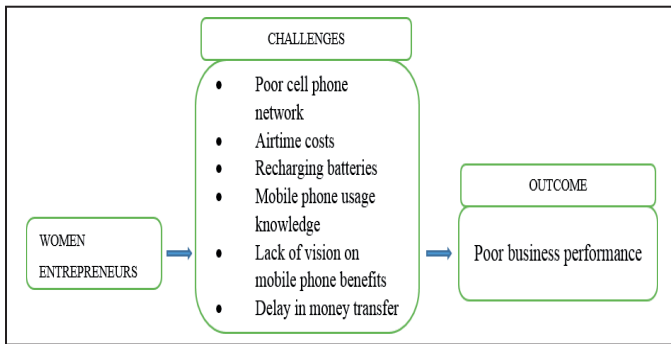 CHALLENGES
• Poor cell phone
network
• Airtime costs
• Recharging batteries
• Mobile phone usage
knowledge
• Lack of vision on
mobile phone benefits
• Delay in money transfer
WOMEN
ENTREPRENEURS
OUTCOME
Poor business performance